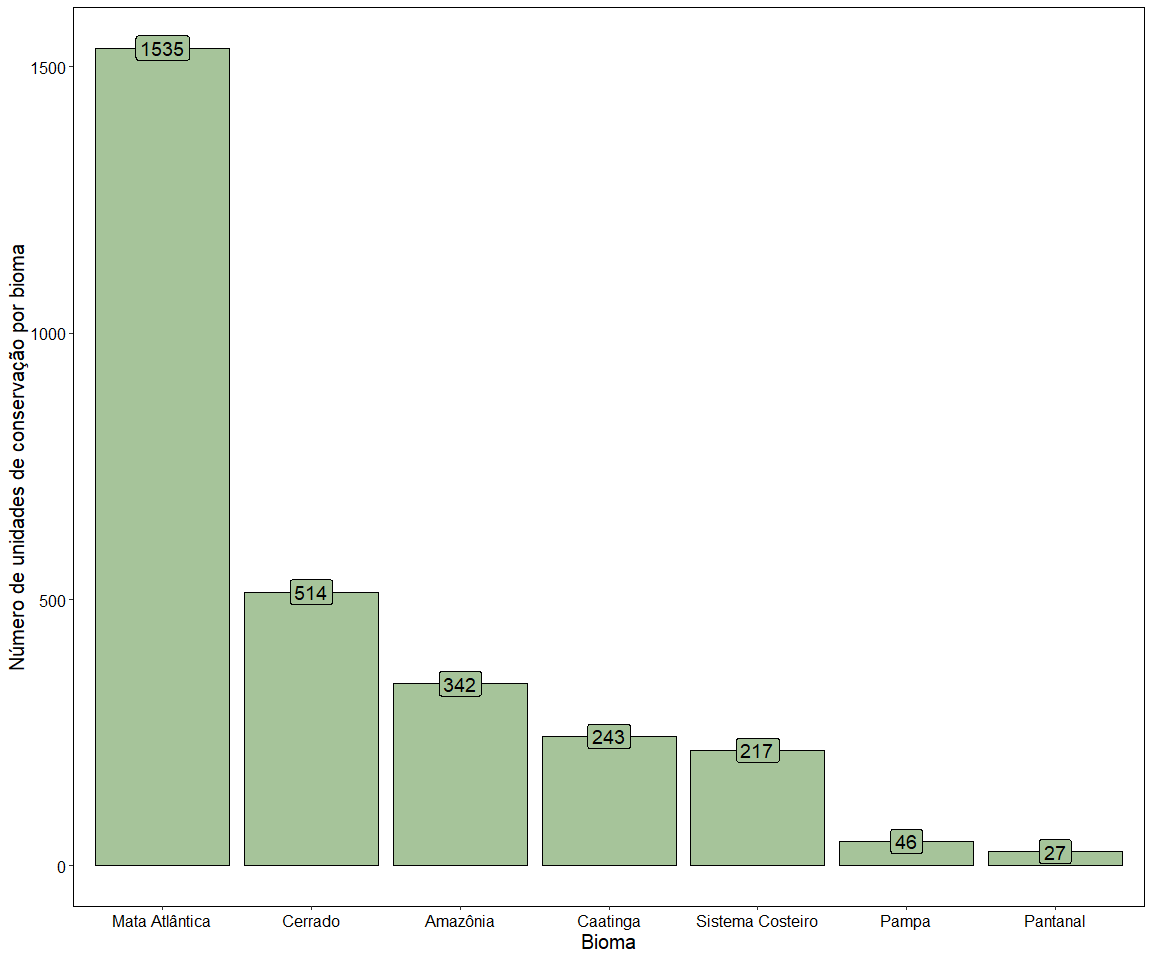 Número de unidades de conservação por bioma
1500
1000
500
0
1535
514
342
243
217
46
27
Mata Atlântica
Cerrado
Amazônia
Caatinga
Sistema Costeiro
Pampa
Pantanal
Bioma